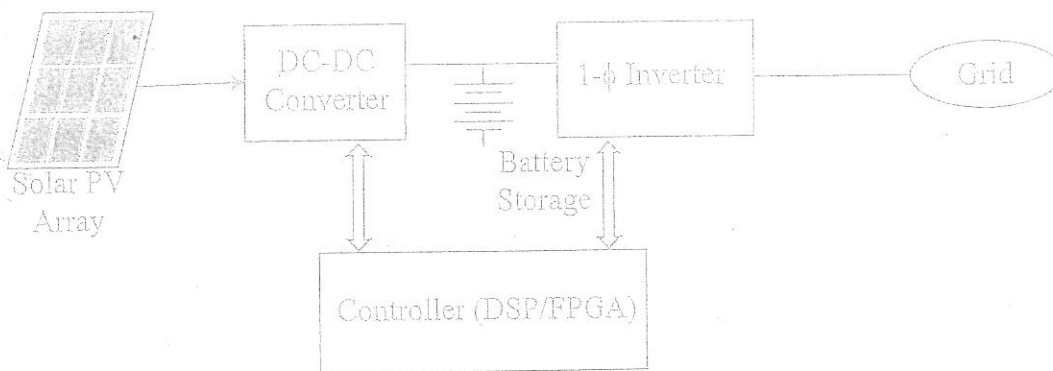 DC-DC
Converter
1-ϕ Inverter
Grid
Solar PV
Array
Battery
Storage
Controller (DSP/FPGA)